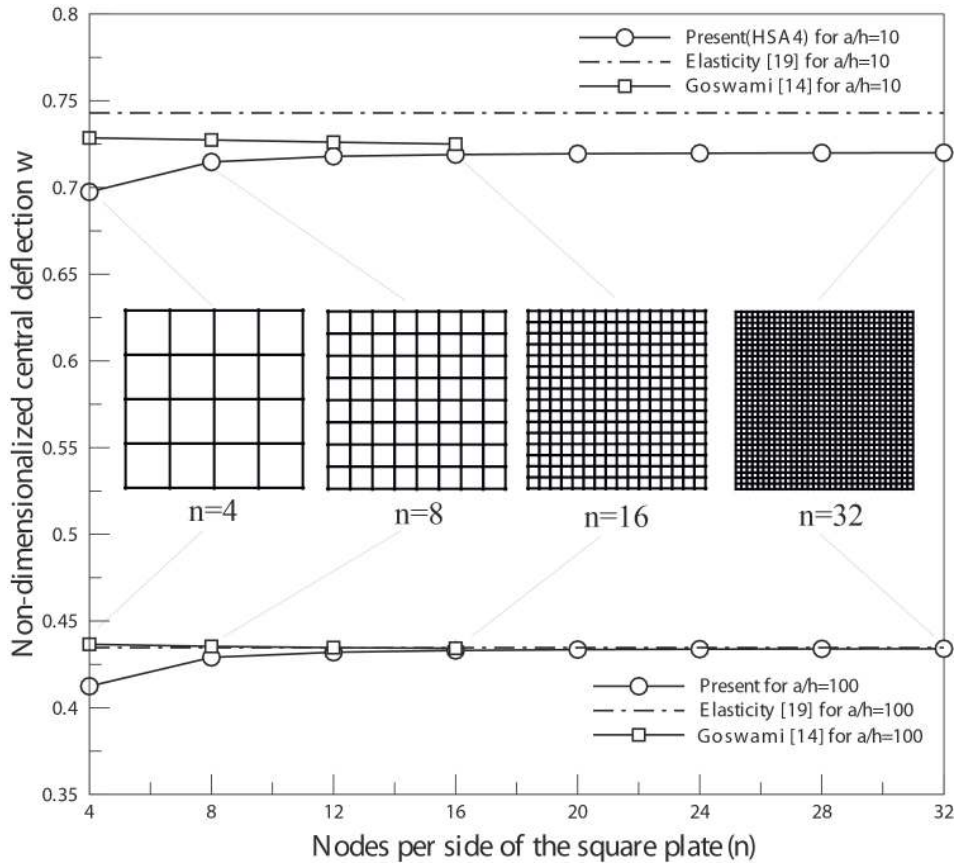 0.8
0.75
0.7
0.65
0.6
0.55
0.5
0.45
0.4
0.35
Non-dimensionalized central deflection w
Present(HSA4) for a/h=10
Elasticity [19] for a/h=10
Goswami [14] for a/h=10
n=4
n=8
n=16
n=32
Present for a/h=100
Elasticity [19] for a/h=100
Goswami [14] for a/h=100
4 8 12 16 20 24 28 32
Nodes per side of the square plate(n)